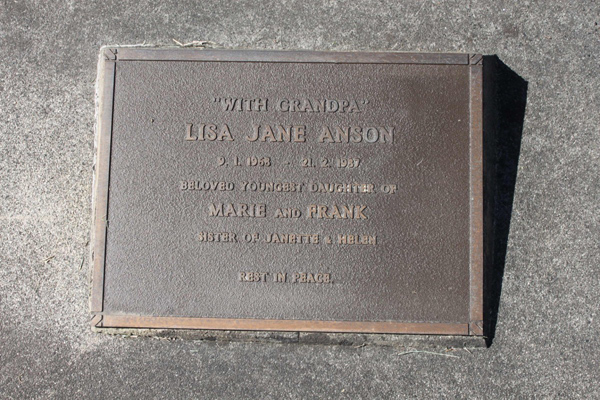 "WITH GRANDPA"
LISA JANE ANSON
9. 1. 1968 - 21. 2. 1987
BELOVED YOUNGEST DAUGHTER OF
MARIE AND FRANK
SISTER OF JANETTE & HELEN
REST IN PEACE.